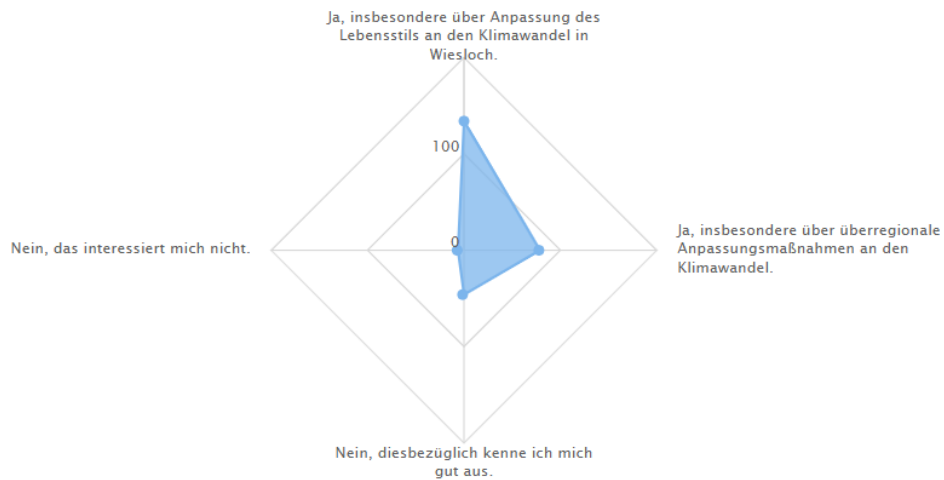 Ja, insbesondere über Anpassung des
Lebensstils an den Klimawandel in
Wiesloch.
100
Ja, insbesondere über überregionale
Anpassungsmaßnahmen an den
Klimawandel.
Nein, das interessiert mich nicht.
0
Nein, diesbezüglich kenne ich mich
gut aus.